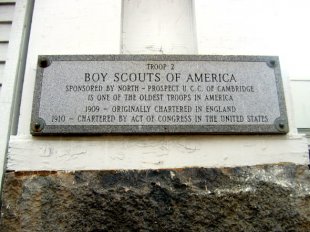 TROOP 2
BOY SCOUTS OF AMERICA
SPONSORED BY NORTH - PROSPECT U C.C. OF CAMBRIDGE
IS ONE OF THE OLDEST TROOPS IN AMERICA
1909 - ORIGINALLY CHARTERED IN ENGLAND
1910 - CHARTERED BY ACT OF CONGRESS IN THE UNITED STATES